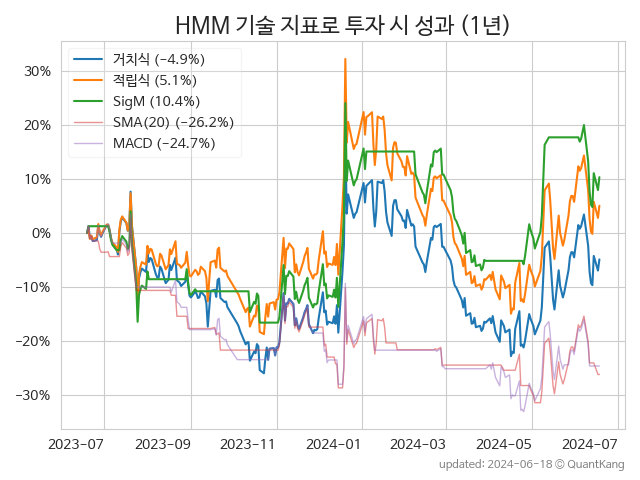 HMM 기술 지표로 투자 시 성과 (1년)
거치식 (−4.9%)
적립식 (5.1%)
SigM (10.4%)
SMA(20) (−26.2%)
MACD (−24.7%)
30%
20%
10%
0%
−10%
−20%
−30%
2023-07 2023-09 2023-11 2024-01 2024-03 2024-05 2024-07
updated: 2024-06-18 © QuantKang